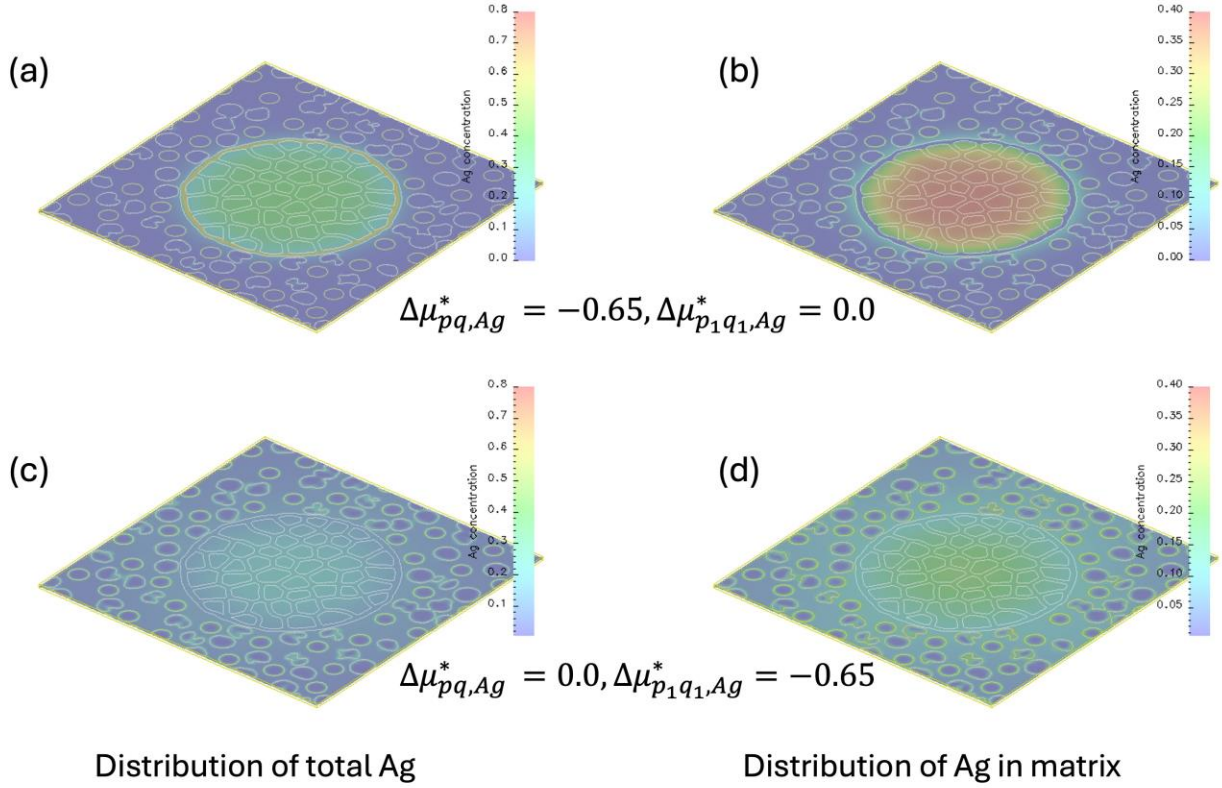 (a)
0.8
0.7
0.6
0.5
0.4
0.3
0.2
0.1
0.0
Ag concentration
(b)
0.40
0.35
0.30
0.25
0.20
0.15
0.10
0.05
0.00
Ag concentration
Δμ*pq,Ag = −0.65, Δμ*p₁q₁,Ag = 0.0
(c)
0.8
0.7
0.6
0.5
0.4
0.3
0.2
0.1
Ag concentration
(d)
0.40
0.35
0.30
0.25
0.20
0.15
0.10
0.05
Ag concentration
Δμ*pq,Ag = 0.0, Δμ*p₁q₁,Ag = −0.65
Distribution of total Ag
Distribution of Ag in matrix